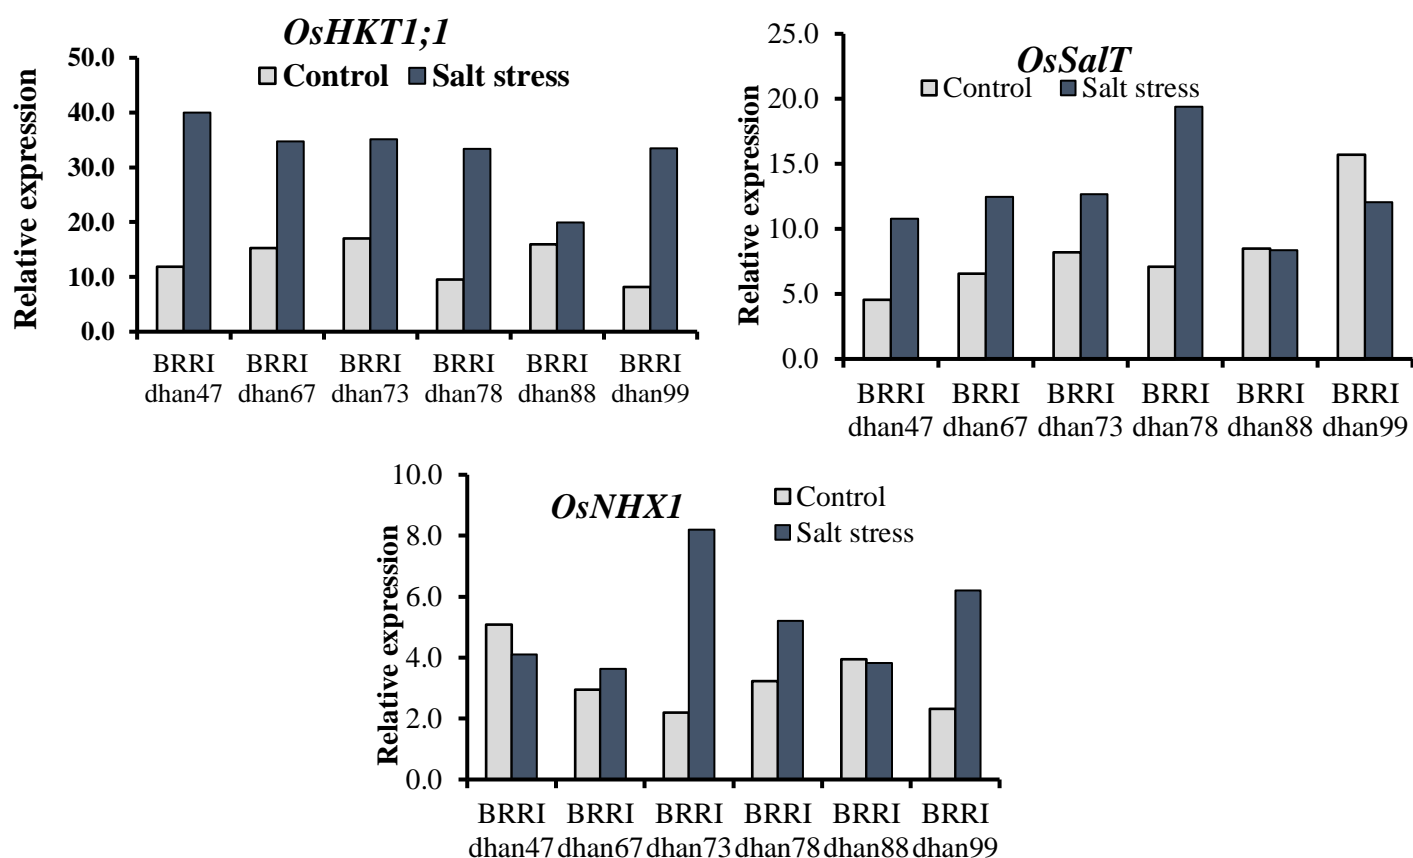 OsHKT1;1
Control Salt stress
Relative expression
50.0
40.0
30.0
20.0
10.0
0.0
BRRI BRRI BRRI BRRI BRRI BRRI
dhan47 dhan67 dhan73 dhan78 dhan88 dhan99
OsSalT
Control Salt stress
Relative expression
25.0
20.0
15.0
10.0
5.0
0.0
BRRI BRRI BRRI BRRI BRRI BRRI
dhan47 dhan67 dhan73 dhan78 dhan88 dhan99
OsNHX1
Control
Salt stress
Relative expression
10.0
8.0
6.0
4.0
2.0
0.0
BRRI BRRI BRRI BRRI BRRI BRRI
dhan47 dhan67 dhan73 dhan78 dhan88 dhan99